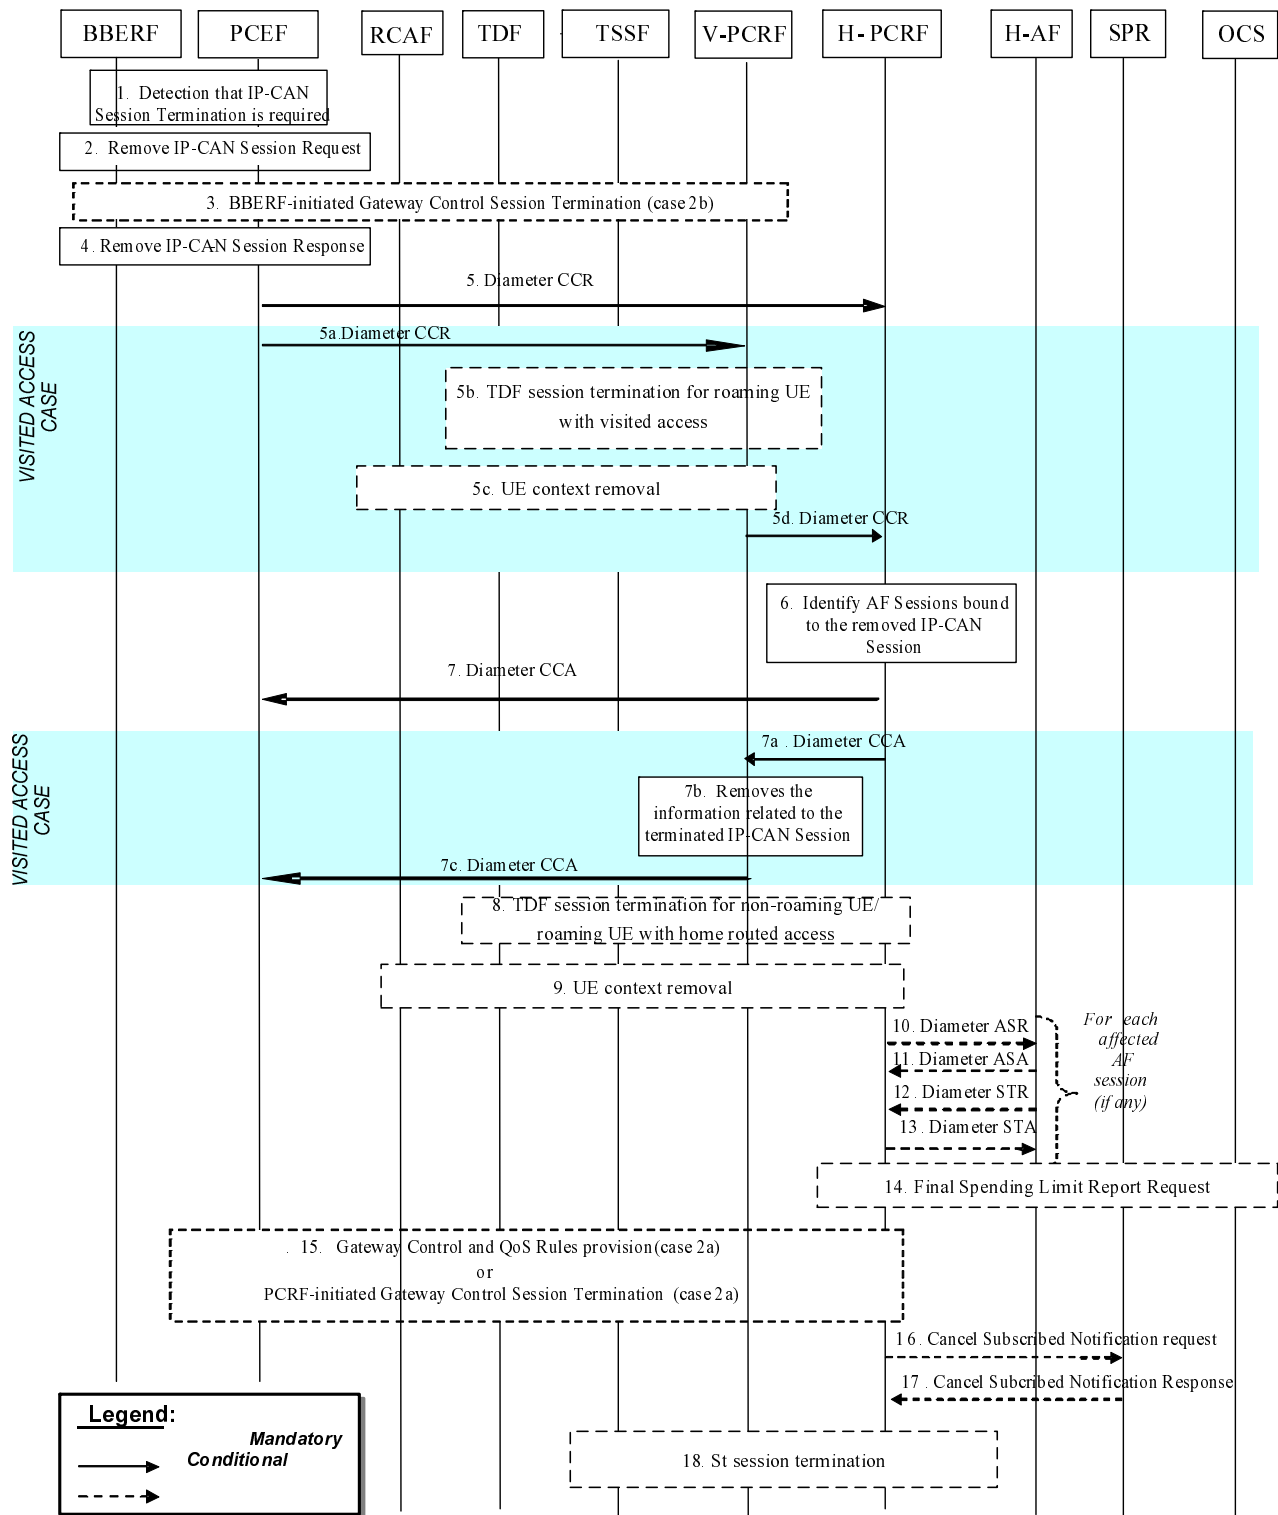 BBERF
PCEF
RCAF
TDF
TSSF
V-PCRF
H- PCRF
H-AF
SPR
OCS
1. Detection that IP-CAN
Session Termination is required
2. Remove IP-CAN Session Request
3. BBERF-initiated Gateway Control Session Termination (case 2b)
4. Remove IP-CAN Session Response
5. Diameter CCR
VISITED ACCESS
CASE
5a.Diameter CCR
5b. TDF session termination for roaming UE
with visited access
5c. UE context removal
5d. Diameter CCR
6. Identify AF Sessions bound
to the removed IP-CAN
Session
7. Diameter CCA
VISITED ACCESS
CASE
7a . Diameter CCA
7b. Removes the
information related to the
terminated IP-CAN Session
7c. Diameter CCA
8. TDF session termination for non-roaming UE/
roaming UE with home routed access
9. UE context removal
10. Diameter ASR
11. Diameter ASA
12. Diameter STR
13. Diameter STA
For each
affected
AF
session
(if any)
14. Final Spending Limit Report Request
. 15. Gateway Control and QoS Rules provision (case 2a)
or
PCRF-initiated Gateway Control Session Termination (case 2a)
16. Cancel Subscribed Notification request
17 . Cancel Subcribed Notification Response
18. St session termination
Legend:
Mandatory
Conditional